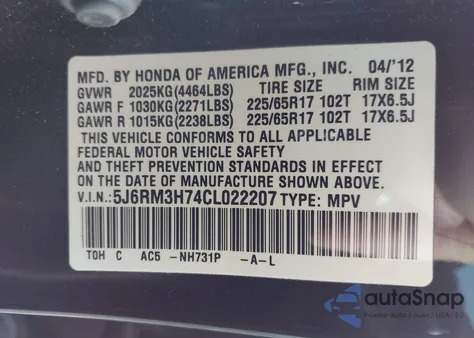 MFD. BY HONDA OF AMERICA MFG., INC. 04/'12
GVWR 2025KG(4464LBS) TIRE SIZE RIM SIZE
GAWR F 1030KG(2271LBS) 225/65R17 102T 17X6.5J
GAWR R 1015KG(2238LBS) 225/65R17 102T 17X6.5J
THIS VEHICLE CONFORMS TO ALL APPLICABLE
FEDERAL MOTOR VEHICLE SAFETY
AND THEFT PREVENTION STANDARDS IN EFFECT
ON THE DATE OF MANUFACTURE SHOWN ABOVE.
V.I.N.:5J6RM3H74CL022207 TYPE: MPV
TOH C AC5 -NH731P -A-L
autoSnap